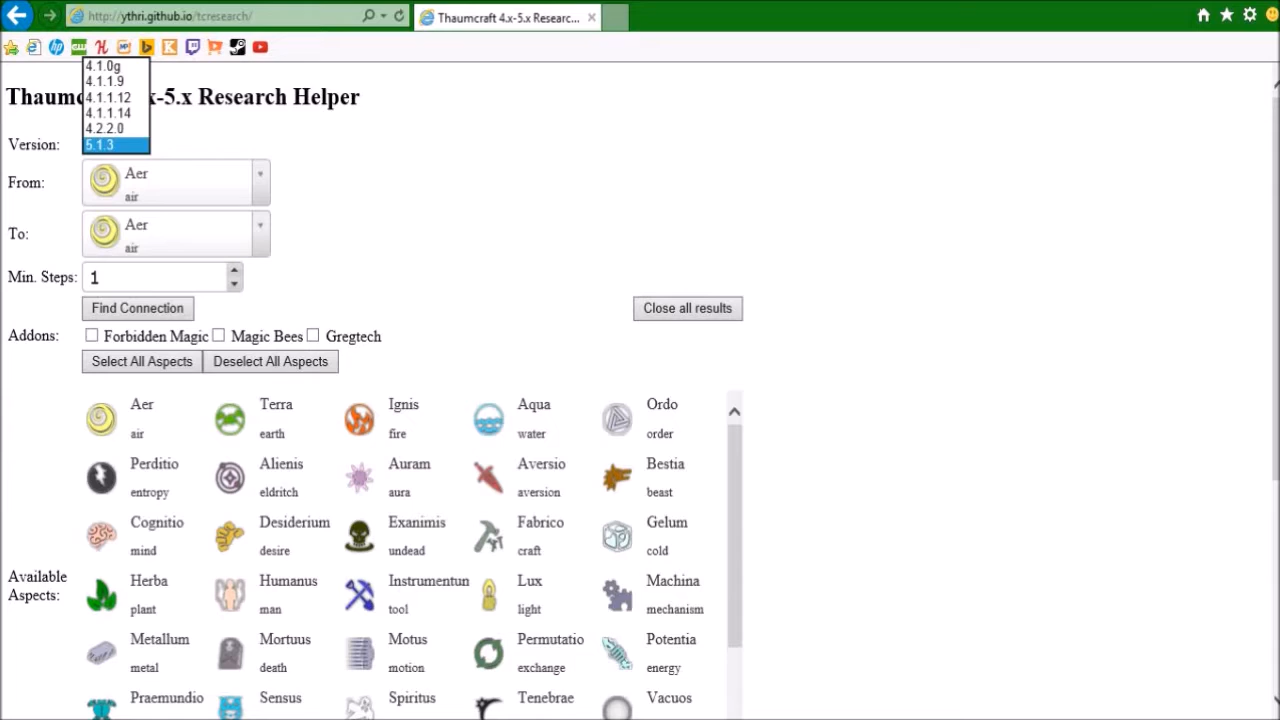 http://ythri.github.io/tcresearch/
Thaumcraft 4.x-5.x Researc...
4.1.0g
4.1.1.9
4.1.1.12
4.1.1.14
4.2.2.0
5.1.3
Thaumc x-5.x Research Helper
Version:
From: Aer
air
To: Aer
air
Min. Steps: 1
Find Connection Close all results
Addons: Forbidden Magic Magic Bees Gregtech
Select All Aspects Deselect All Aspects
Available Aspects:
Aer Terra Ignis Aqua Ordo
air earth fire water order
Perditio Alienis Auram Aversio Bestia
entropy eldritch aura aversion beast
Cognitio Desiderium Exanimis Fabrico Gelum
mind desire undead craft cold
Herba Humanus Instrumentun Lux Machina
plant man tool light mechanism
Metallum Mortuus Motus Permutatio Potentia
metal death motion exchange energy
Praemundio Sensus Spiritus Tenebrae Vacuos